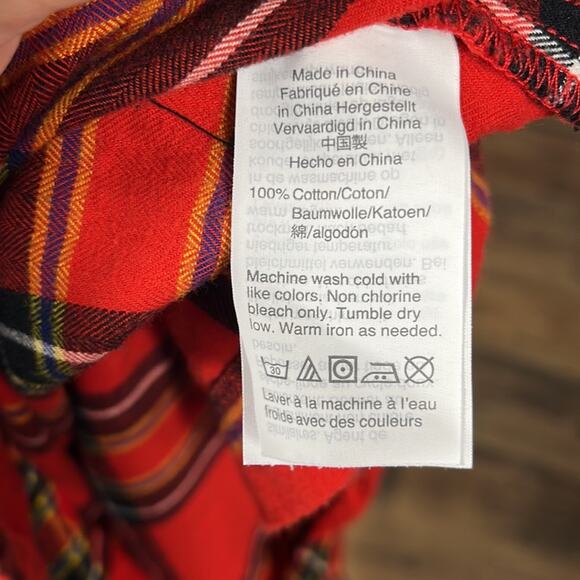 Made in China
Fabriqué en Chine
in China Hergestellt
Vervaardigd in China
中国製
Hecho en China
100% Cotton/Coton/
Baumwolle/Katoen/
綿/algodón
Machine wash cold with
like colors. Non chlorine
bleach only. Tumble dry
low. Warm iron as needed.
30
Laver à la machine à l'eau
froide avec des couleurs